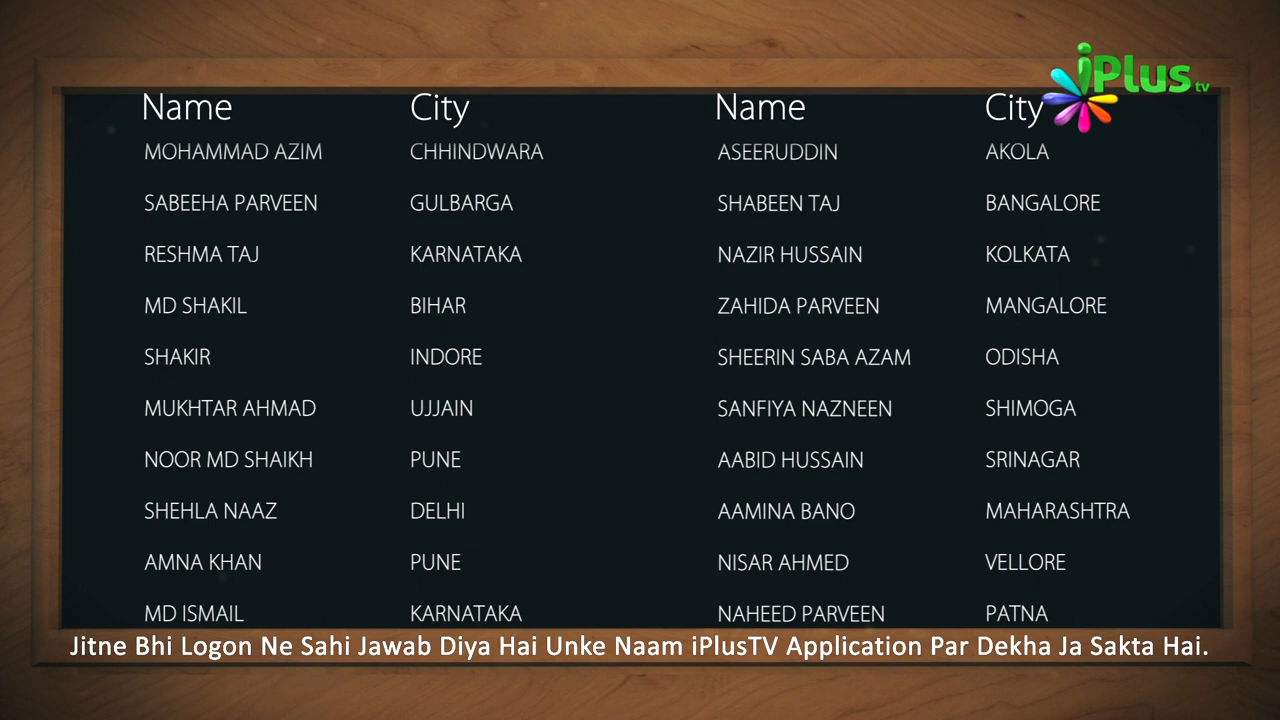 iPlus tv
Name City Name City
MOHAMMAD AZIM CHHINDWARA ASEERUDDIN AKOLA
SABEEHA PARVEEN GULBARGA SHABEEN TAJ BANGALORE
RESHMA TAJ KARNATAKA NAZIR HUSSAIN KOLKATA
MD SHAKIL BIHAR ZAHIDA PARVEEN MANGALORE
SHAKIR INDORE SHEERIN SABA AZAM ODISHA
MUKHTAR AHMAD UJJAIN SANFIYA NAZNEEN SHIMOGA
NOOR MD SHAIKH PUNE AABID HUSSAIN SRINAGAR
SHEHLA NAAZ DELHI AAMINA BANO MAHARASHTRA
AMNA KHAN PUNE NISAR AHMED VELLORE
MD ISMAIL KARNATAKA NAHEED PARVEEN PATNA
Jitne Bhi Logon Ne Sahi Jawab Diya Hai Unke Naam iPlusTV Application Par Dekha Ja Sakta Hai.